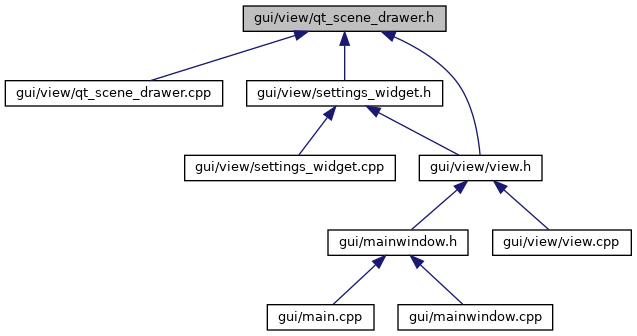 gui/view/qt_scene_drawer.h
gui/view/qt_scene_drawer.cpp
gui/view/settings_widget.h
gui/view/settings_widget.cpp
gui/view/view.h
gui/mainwindow.h
gui/view/view.cpp
gui/main.cpp
gui/mainwindow.cpp